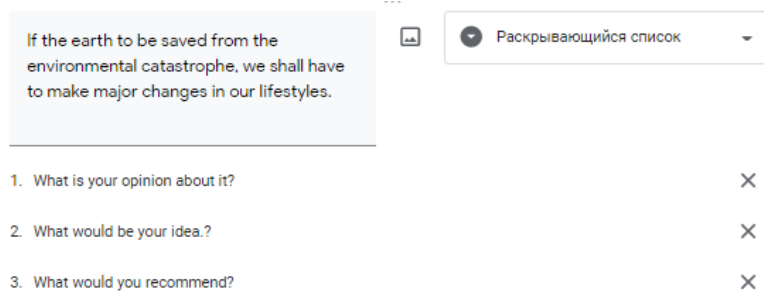 If the earth to be saved from the
environmental catastrophe, we shall have
to make major changes in our lifestyles.
Раскрывающийся список
1. What is your opinion about it?
2. What would be your idea.?
3. What would you recommend?